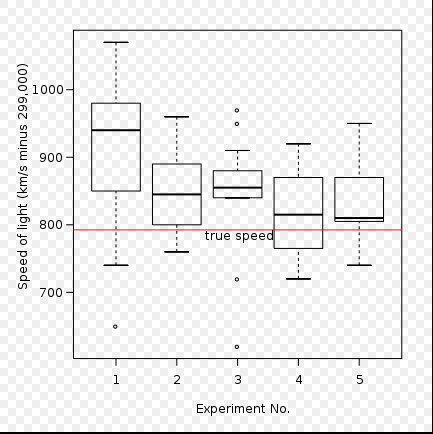 Speed of light (km/s minus 299,000)
1000
900
800
700
true speed
1 2 3 4 5
Experiment No.